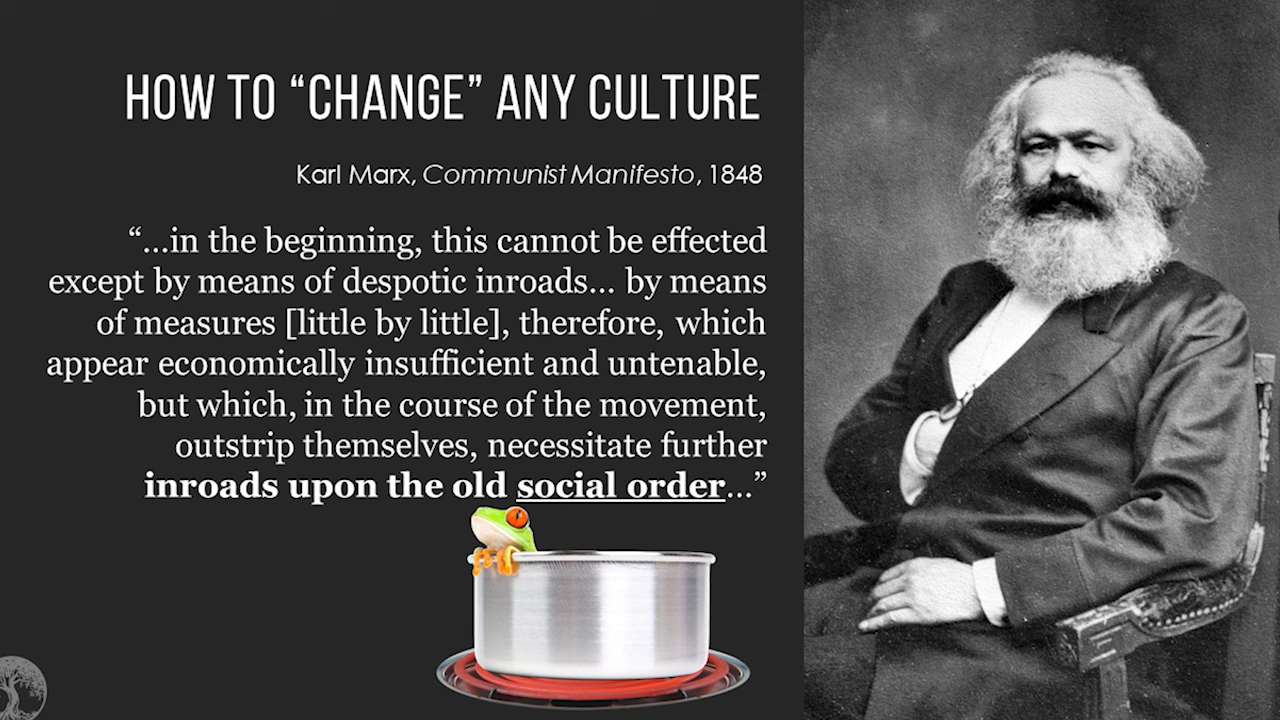 HOW TO “CHANGE” ANY CULTURE
Karl Marx, Communist Manifesto, 1848
“...in the beginning, this cannot be effected
except by means of despotic inroads... by means
of measures [little by little], therefore, which
appear economically insufficient and untenable,
but which, in the course of the movement,
outstrip themselves, necessitate further
inroads upon the old social order...”